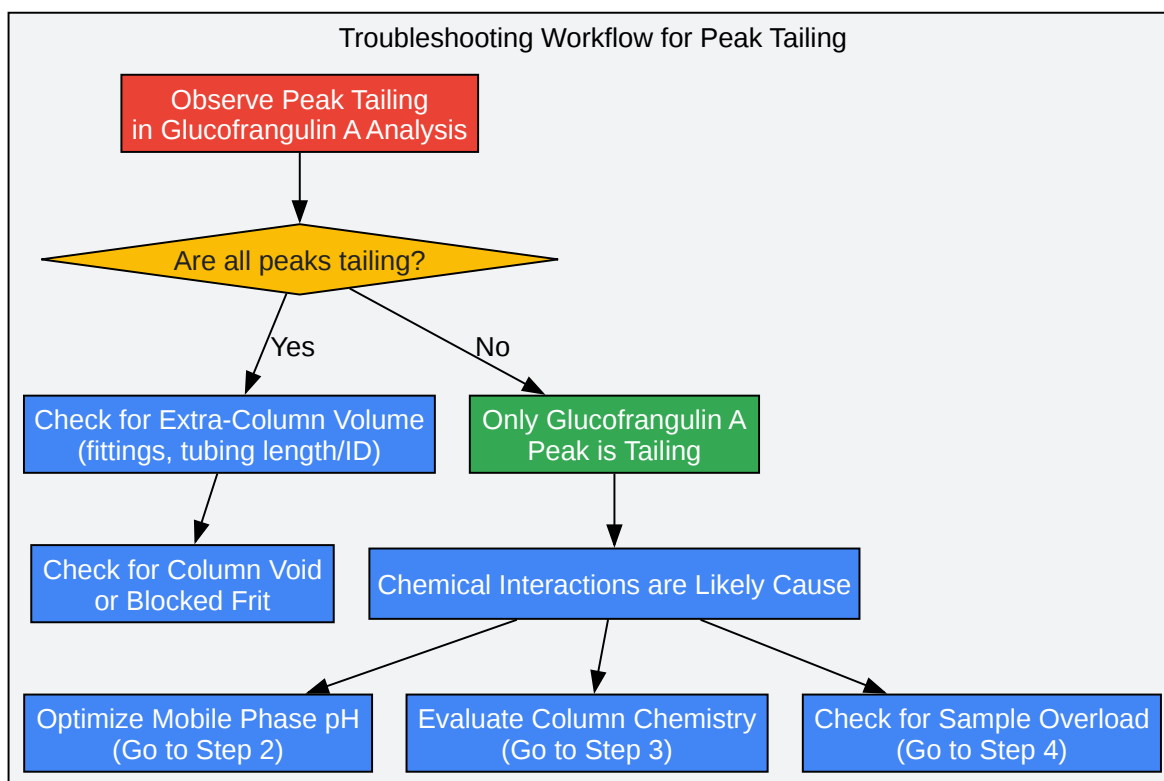 Troubleshooting Workflow for Peak Tailing
Observe Peak Tailing
in Glucofrangulin A Analysis
Are all peaks tailing?
Yes
No
Check for Extra-Column Volume
(fittings, tubing length/ID)
Only Glucofrangulin A
Peak is Tailing
Check for Column Void
or Blocked Frit
Chemical Interactions are Likely Cause
Optimize Mobile Phase pH
(Go to Step 2)
Evaluate Column Chemistry
(Go to Step 3)
Check for Sample Overload
(Go to Step 4)